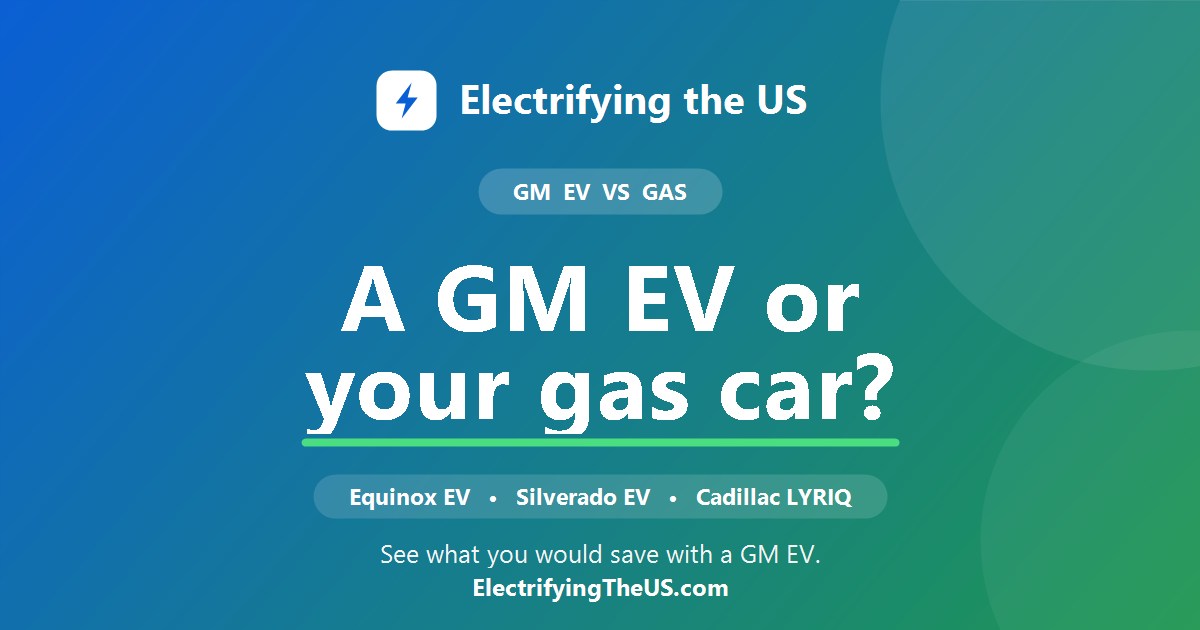 Electrifying the US
GM EV VS GAS
A GM EV or
your gas car?
Equinox EV • Silverado EV • Cadillac LYRIQ
See what you would save with a GM EV.
ElectrifyingTheUS.com